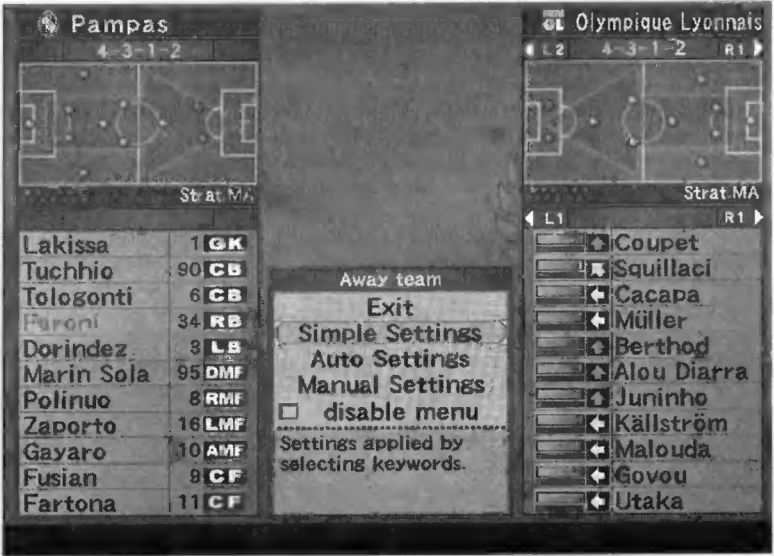 Pampas
4-3-1-2
Strat.MA
Lakissa 1 GK
Tuchhio 90 CB
Tologonti 6 CB
Furoni 34 RB
Dorindez 3 LB
Marin Sola 95 DMF
Polinuo 8 RMF
Zaporto 16 LMF
Gayaro 10 AMF
Fusian 9 CF
Fartona 11 CF
Away team
Exit
Simple Settings
Auto Settings
Manual Settings
disable menu
Settings applied by
selecting keywords.
OL Olympique Lyonnais
L2 4-3-1-2 R1
Strat.MA
L1 R1
Coupet
Squillaci
Cacapa
Müller
Berthod
Alou Diarra
Juninho
Källström
Malouda
Govou
Utaka